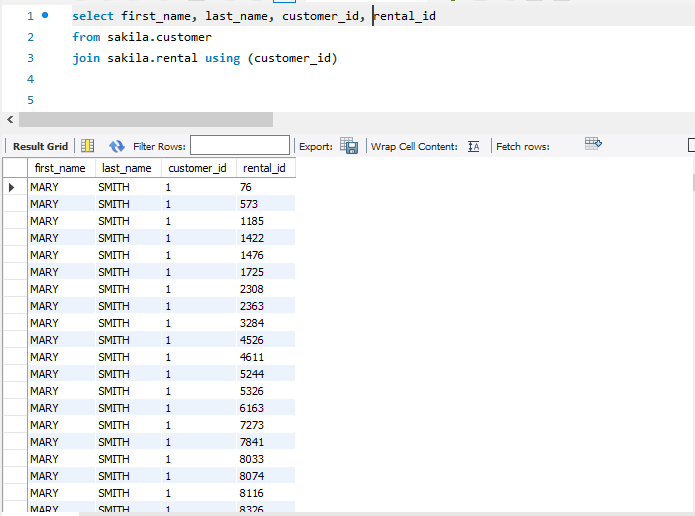 1 select first_name, last_name, customer_id, rental_id
2 from sakila.customer
3 join sakila.rental using (customer_id)
4
5
Result Grid Filter Rows: Export: Wrap Cell Content: IA Fetch rows:
first_name last_name customer_id rental_id
MARY SMITH 1 76
MARY SMITH 1 573
MARY SMITH 1 1185
MARY SMITH 1 1422
MARY SMITH 1 1476
MARY SMITH 1 1725
MARY SMITH 1 2308
MARY SMITH 1 2363
MARY SMITH 1 3284
MARY SMITH 1 4526
MARY SMITH 1 4611
MARY SMITH 1 5244
MARY SMITH 1 5326
MARY SMITH 1 6163
MARY SMITH 1 7273
MARY SMITH 1 7841
MARY SMITH 1 8033
MARY SMITH 1 8074
MARY SMITH 1 8116
MARY SMITH 1 8326